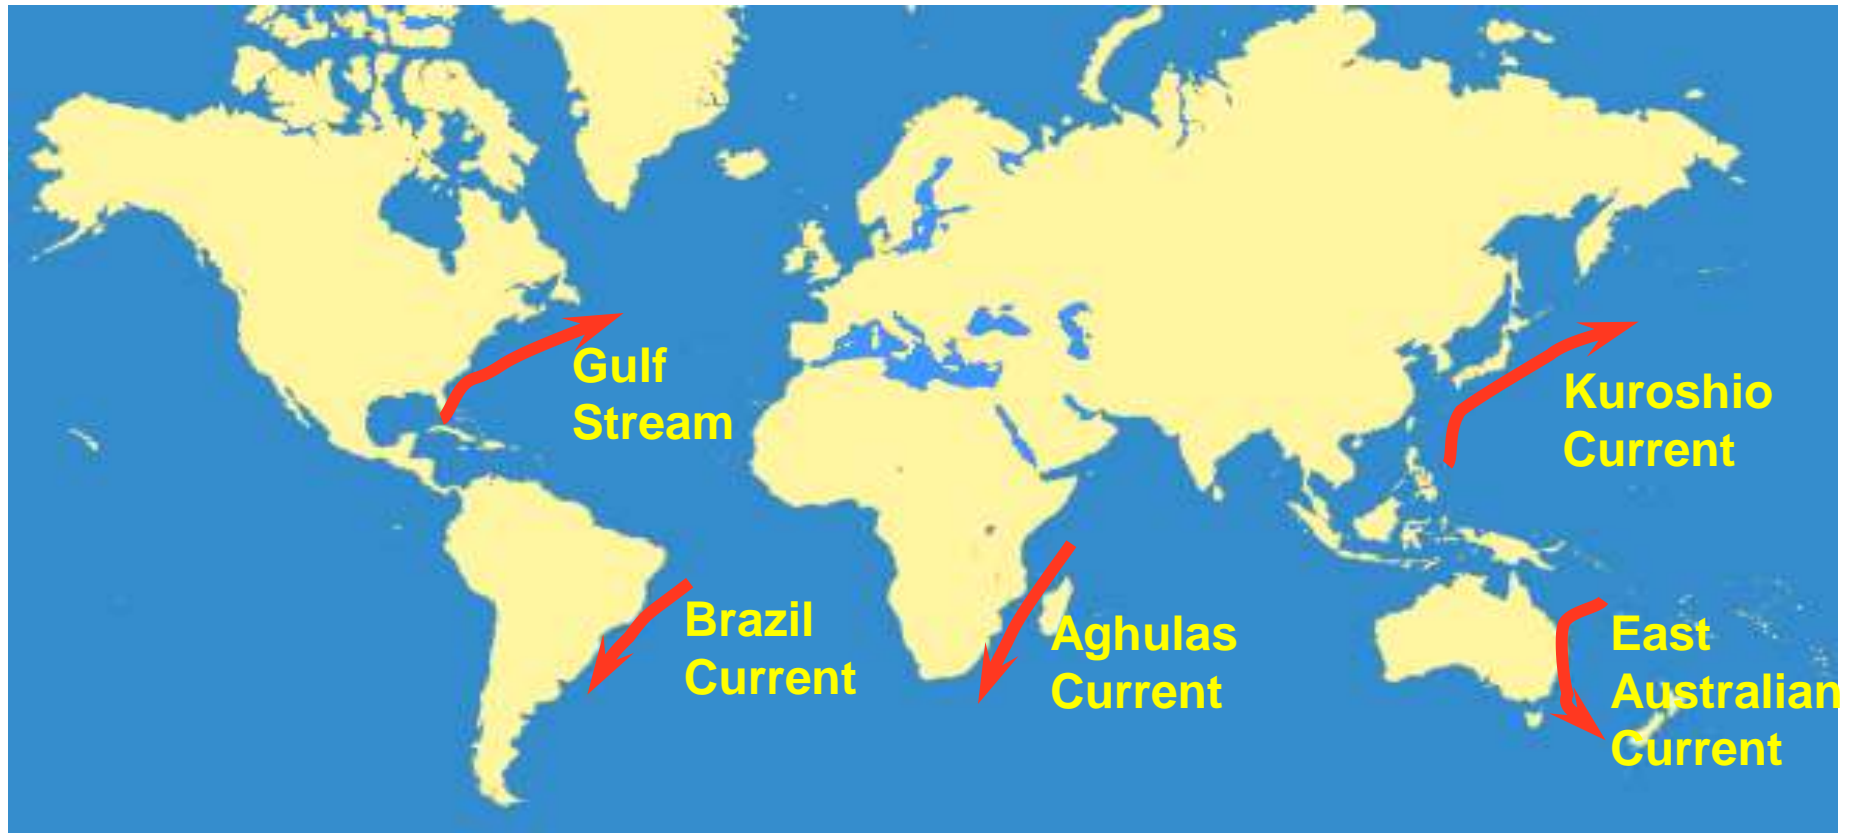 Gulf
Stream
Kuroshio
Current
Brazil
Current
Aghulas
Current
East
Australian
Current